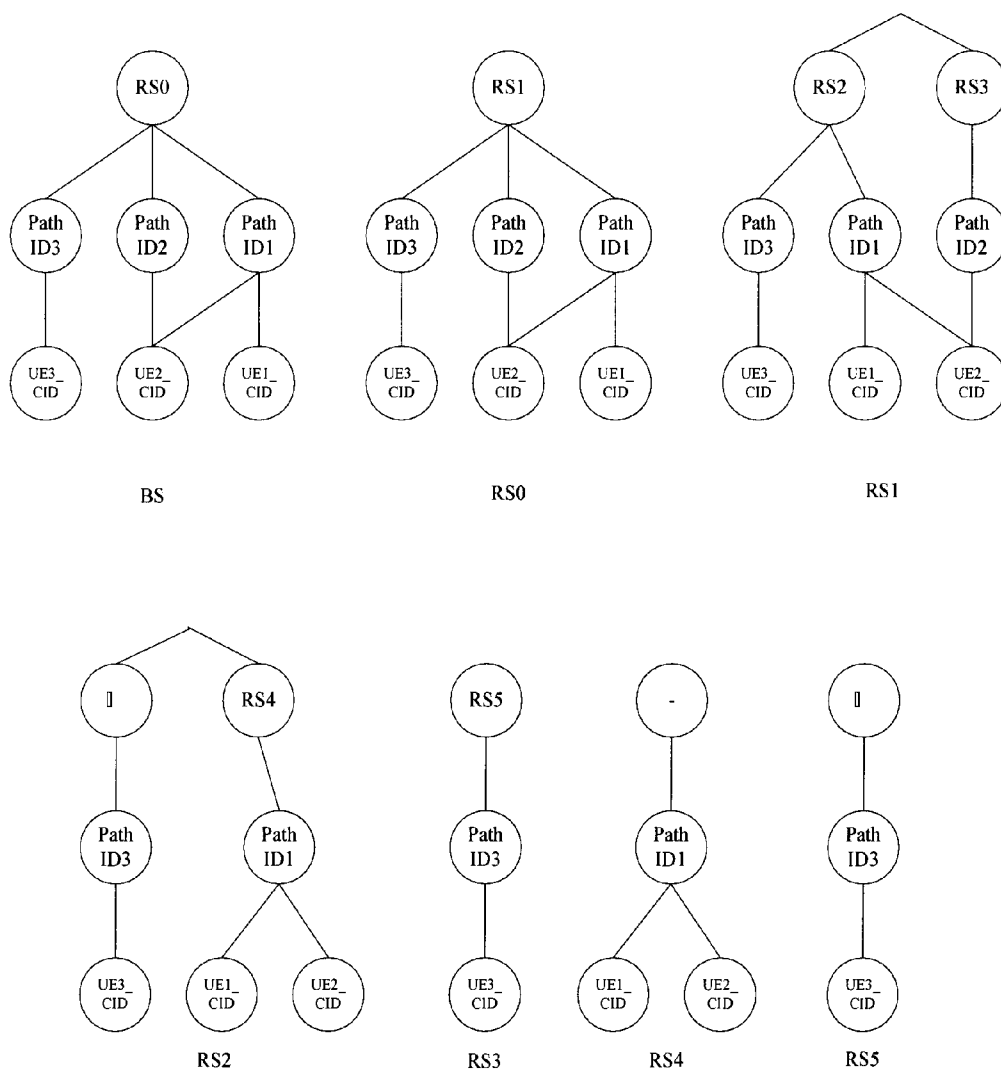 RS0
RS1
RS2
RS3
Path
ID3
Path
ID2
Path
ID1
Path
ID3
Path
ID2
Path
ID1
Path
ID3
Path
ID1
Path
ID2
UE3_
CID
UE2_
CID
UE1_
CID
UE3_
CID
UE2_
CID
UE1_
CID
UE3_
CID
UE1_
CID
UE2_
CID
BS
RS0
RS1
RS4
RS5
-
Path
ID3
Path
ID1
Path
ID3
Path
ID1
Path
ID3
UE3_
CID
UE1_
CID
UE2_
CID
UE3_
CID
UE1_
CID
UE2_
CID
UE3_
CID
RS2
RS3
RS4
RS5